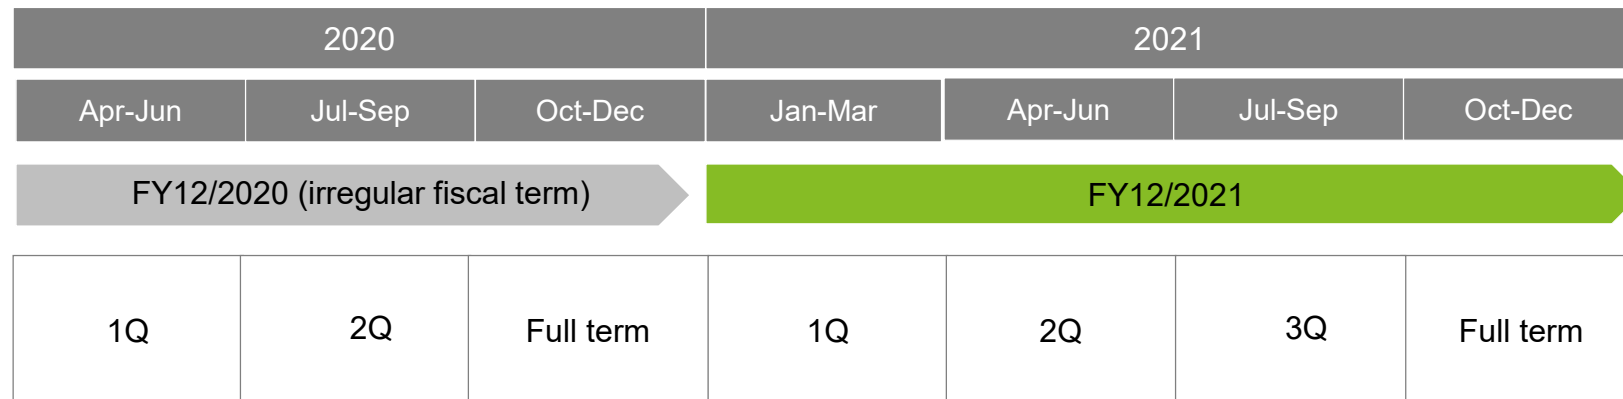 2020 2021
Apr-Jun Jul-Sep Oct-Dec Jan-Mar Apr-Jun Jul-Sep Oct-Dec
FY12/2020 (irregular fiscal term) FY12/2021
1Q 2Q Full term 1Q 2Q 3Q Full term